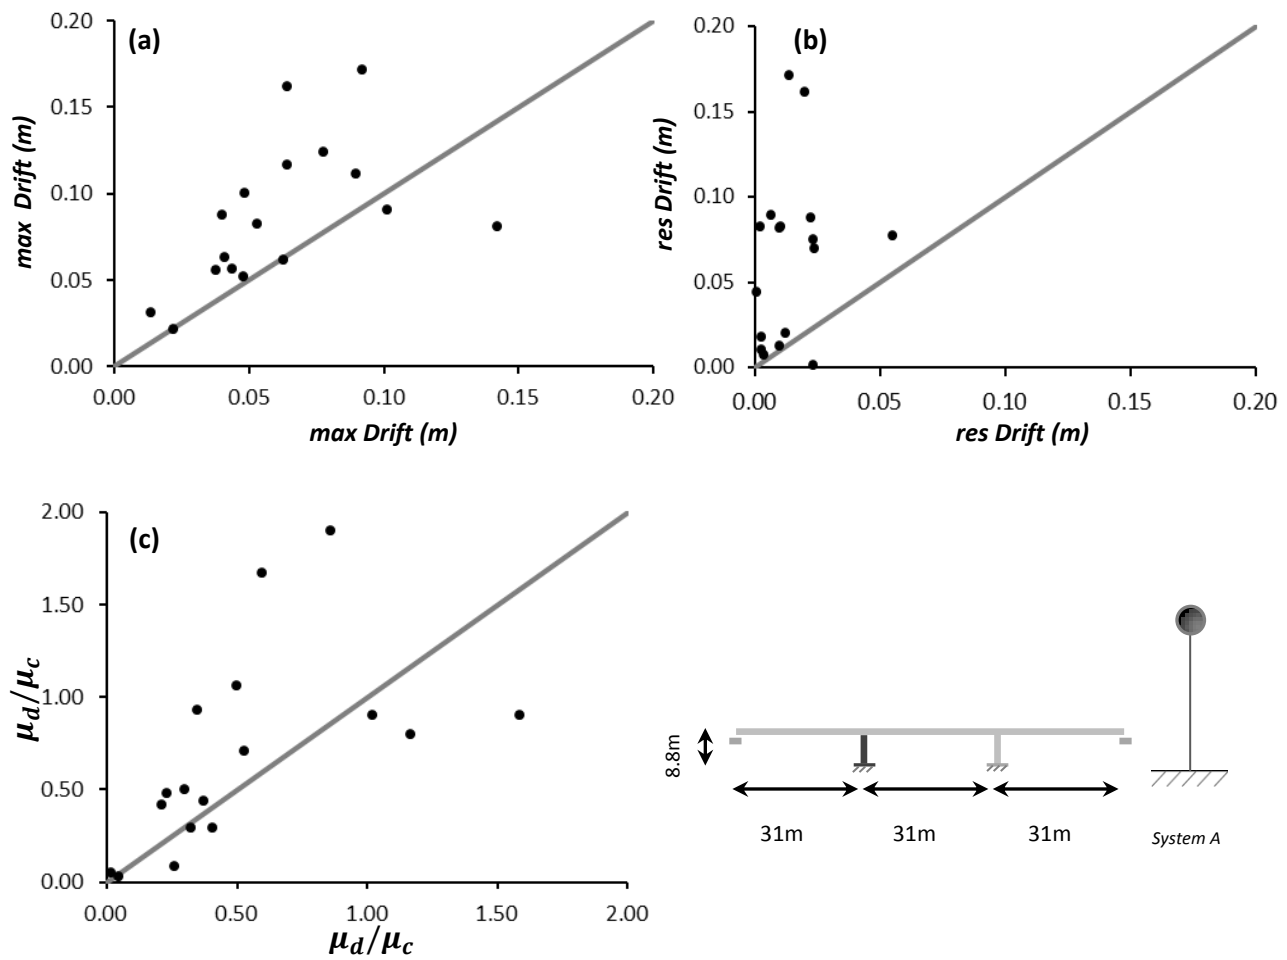 (a)
0.20
0.15
0.10
0.05
0.00
max Drift (m)
0.00 0.05 0.10 0.15 0.20
max Drift (m)
(b)
0.20
0.15
0.10
0.05
0.00
res Drift (m)
0.00 0.05 0.10 0.15 0.20
res Drift (m)
(c)
2.00
1.50
1.00
0.50
0.00
μd/μc
0.00 0.50 1.00 1.50 2.00
μd/μc
8.8m
31m 31m 31m
System A